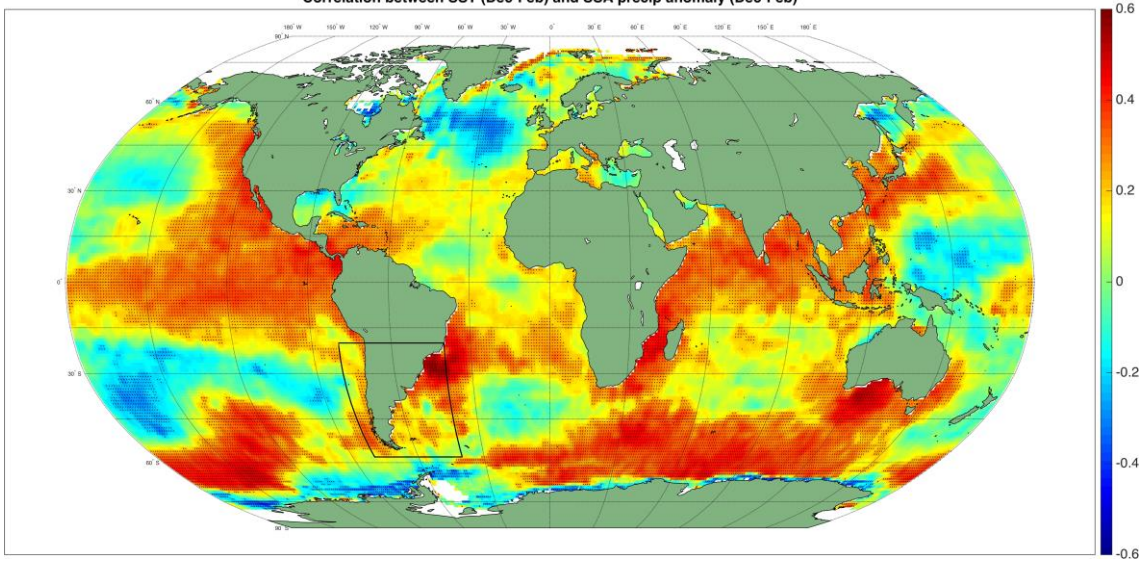 Correlation between SST (Dec-Feb) and SSA precip anomaly (Dec-Feb)
180° W 150° W 120° W 90° W 60° W 30° W 0° 30° E 60° E 90° E 120° E 150° E 180° E
90° N
60° N
30° N
0°
30° S
60° S
90° S
0.6
0.4
0.2
0
-0.2
-0.4
-0.6